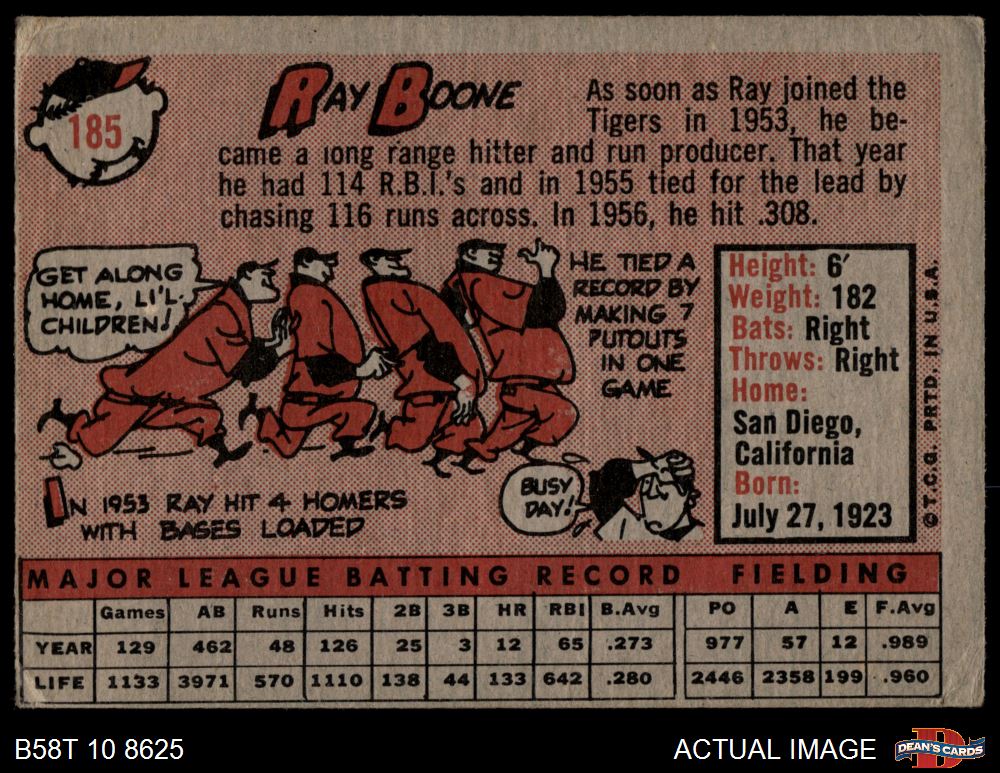 185
RAY BOONE
As soon as Ray joined the
Tigers in 1953, he be-
came a long range hitter and run producer. That year
he had 114 R.B.I.'s and in 1955 tied for the lead by
chasing 116 runs across. In 1956, he hit .308.
GET ALONG
HOME, LI'L
CHILDREN!
HE TIED A
RECORD BY
MAKING 7
PUTOUTS
IN ONE
GAME
Height: 6′
Weight: 182
Bats: Right
Throws: Right
Home:
San Diego,
California
Born:
July 27, 1923
© T.C.G. PRTD. IN U.S.A.
IN 1953 RAY HIT 4 HOMERS
WITH BASES LOADED
BUSY
DAY!
MAJOR LEAGUE BATTING RECORD FIELDING
Games AB Runs Hits 2B 3B HR RBI B.Avg PO A E F.Avg
YEAR 129 462 48 126 25 3 12 65 .273 977 57 12 .989
LIFE 1133 3971 570 1110 138 44 133 642 .280 2446 2358 199 .960
B58T 10 8625
ACTUAL IMAGE
D
DEAN'S CARDS